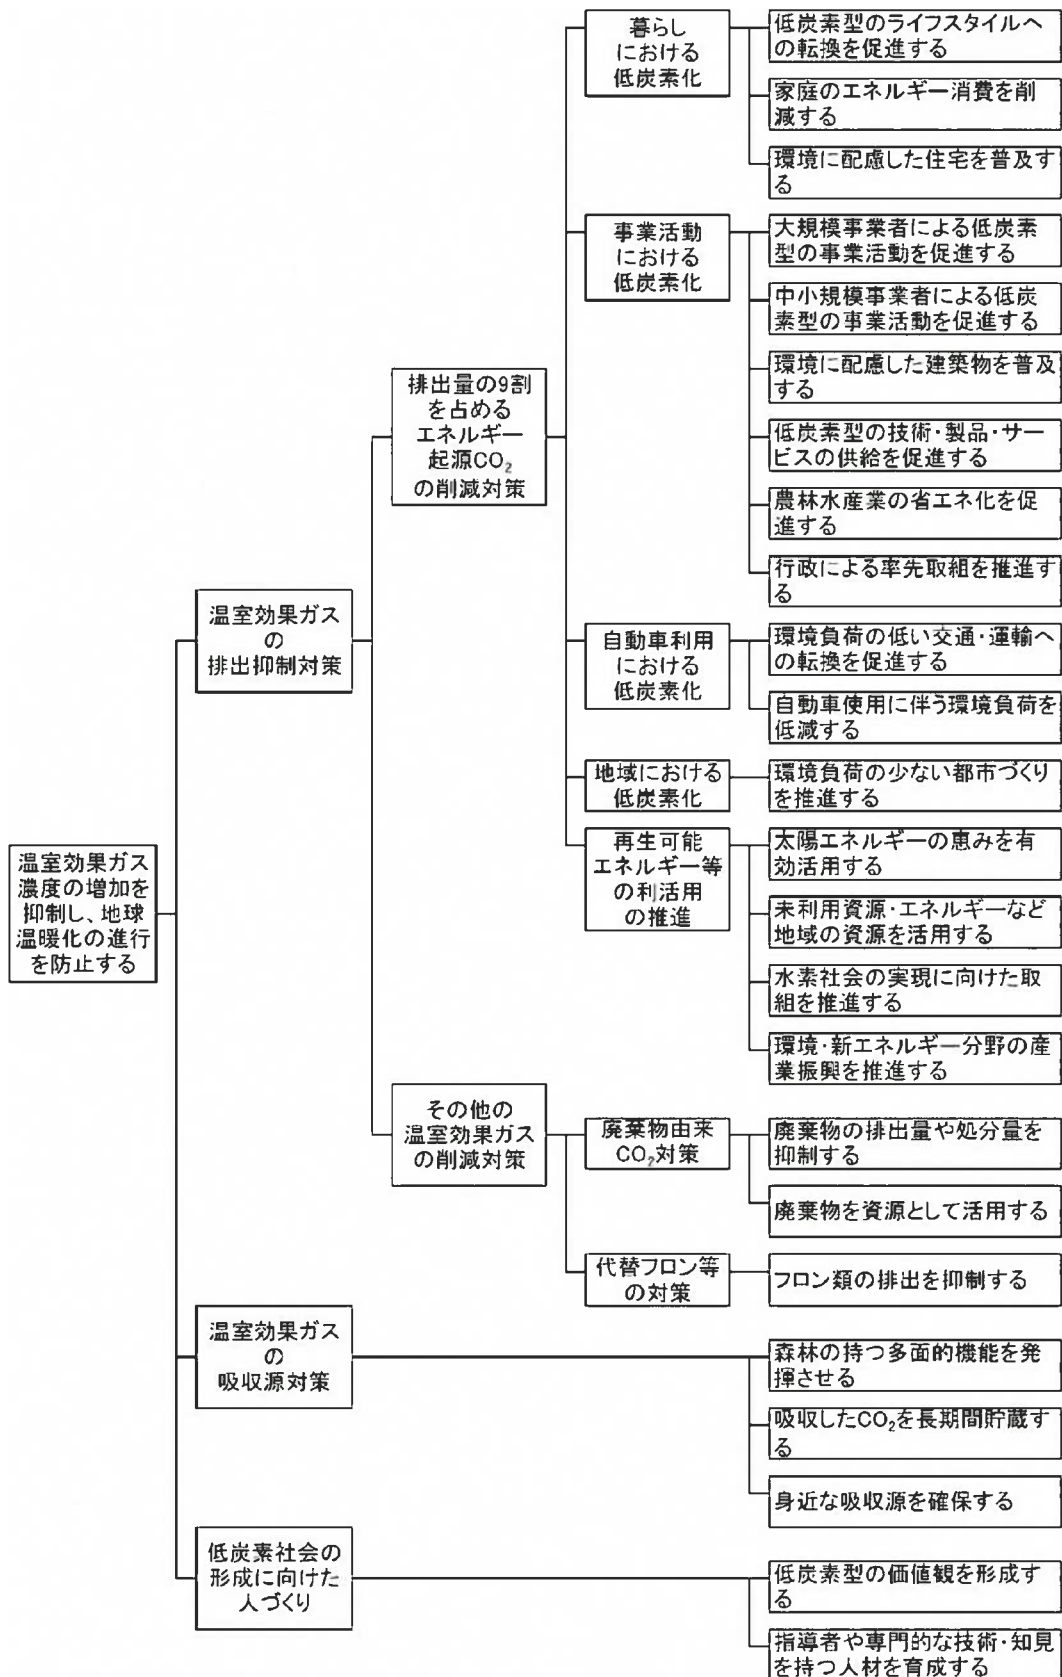 温室効果ガス
濃度の増加を
抑制し、地球
温暖化の進行
を防止する
温室効果ガス
の
排出抑制対策
排出量の9割
を占める
エネルギー
起源CO₂
の削減対策
暮らし
における
低炭素化
低炭素型のライフスタイルへ
の転換を促進する
家庭のエネルギー消費を削
減する
環境に配慮した住宅を普及す
る
事業活動
における
低炭素化
大規模事業者による低炭素
型の事業活動を促進する
中小規模事業者による低炭
素型の事業活動を促進する
環境に配慮した建築物を普及
する
低炭素型の技術・製品・サー
ビスの供給を促進する
農林水産業の省エネ化を促
進する
行政による率先取組を推進す
る
自動車利用
における
低炭素化
環境負荷の低い交通・運輸へ
の転換を促進する
自動車使用に伴う環境負荷を
低減する
地域における
低炭素化
環境負荷の少ない都市づくり
を推進する
再生可能
エネルギー等
の利活用
の推進
太陽エネルギーの恵みを有
効活用する
未利用資源・エネルギーなど
地域の資源を活用する
水素社会の実現に向けた取
組を推進する
環境・新エネルギー分野の産
業振興を推進する
その他の
温室効果ガス
の削減対策
廃棄物由来
CO₂対策
廃棄物の排出量や処分量を
抑制する
廃棄物を資源として活用する
代替フロン等
の対策
フロン類の排出を抑制する
温室効果ガス
の
吸収源対策
森林の持つ多面的機能を発
揮させる
吸収したCO₂を長期間貯蔵す
る
身近な吸収源を確保する
低炭素社会の
形成に向けた
人づくり
低炭素型の価値観を形成す
る
指導者や専門的な技術・知見
を持つ人材を育成する